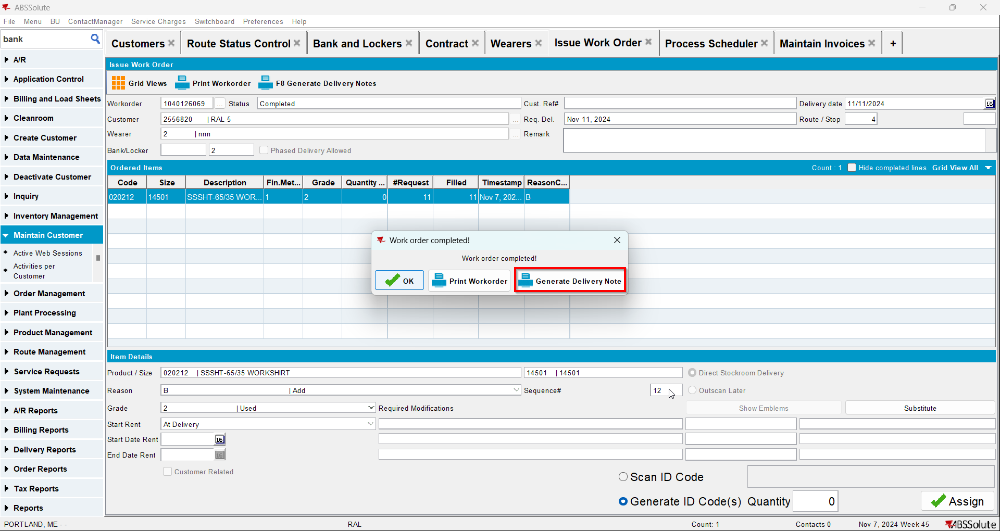 ABSSolute
File Menu BU ContactManager Service Charges Switchboard Preferences Help
bank
Customers Route Status Control Bank and Lockers Contract Wearers Issue Work Order Process Scheduler Maintain Invoices +
A/R
Application Control
Billing and Load Sheets
Cleanroom
Create Customer
Data Maintenance
Deactivate Customer
Inquiry
Inventory Management
Maintain Customer
Active Web Sessions
Activities per
Customer
Order Management
Plant Processing
Product Management
Route Management
Service Requests
System Maintenance
A/R Reports
Billing Reports
Delivery Reports
Order Reports
Tax Reports
Reports
Issue Work Order
Grid Views Print Workorder F8 Generate Delivery Notes
Workorder 1040126069 ... Status Completed Cust. Ref# Delivery date 11/11/2024 16
Customer 2556820 | RAL 5 ... Req. Del. Nov 11, 2024 Route / Stop 4
Wearer 2 | nnn ... Remark
Bank/Locker 2 Phased Delivery Allowed
Ordered Items Count : 1 Hide completed lines Grid View All
Code Size Description Fin.Met... Grade Quantity ... #Request Filled Timestamp ReasonC...
020212 14501 SSSHT-65/35 WOR... 1 2 0 11 11 Nov 7, 202... B
Work order completed!
Work order completed!
OK Print Workorder Generate Delivery Note
Item Details
Product / Size 020212 | SSSHT-65/35 WORKSHIRT 14501 | 14501 Direct Stockroom Delivery
Reason B | Add Sequence# 12 Outscan Later
Grade 2 | Used Required Modifications Show Emblems Substitute
Start Rent At Delivery
Start Date Rent 16
End Date Rent 16
Customer Related
Scan ID Code
Generate ID Code(s) Quantity 0 Assign
PORTLAND, ME - - RAL Count: 1 Contacts 0 Nov 7, 2024 Week 45 ABSSolute